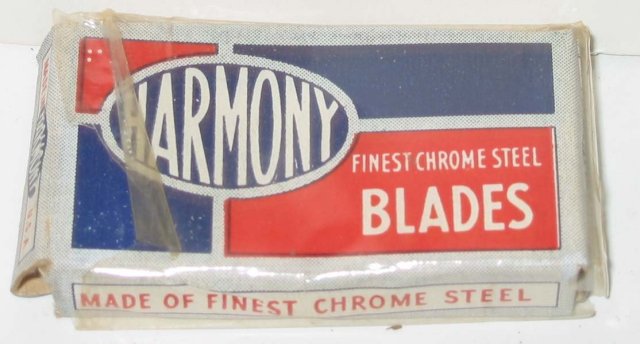 HARMONY
FINEST CHROME STEEL
BLADES
MADE OF FINEST CHROME STEEL
U.S.A.